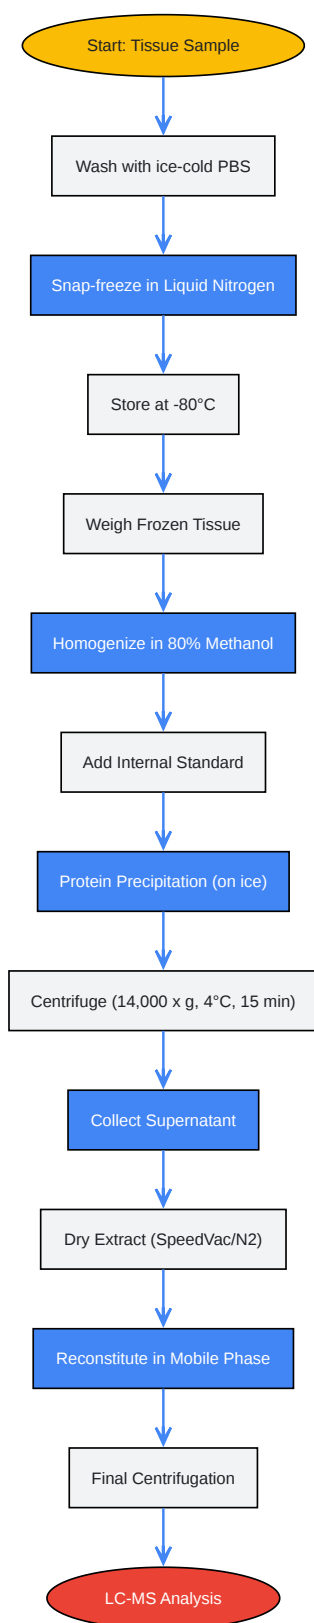 Start: Tissue Sample
Wash with ice-cold PBS
Snap-freeze in Liquid Nitrogen
Store at -80°C
Weigh Frozen Tissue
Homogenize in 80% Methanol
Add Internal Standard
Protein Precipitation (on ice)
Centrifuge (14,000 x g, 4°C, 15 min)
Collect Supernatant
Dry Extract (SpeedVac/N2)
Reconstitute in Mobile Phase
Final Centrifugation
LC-MS Analysis